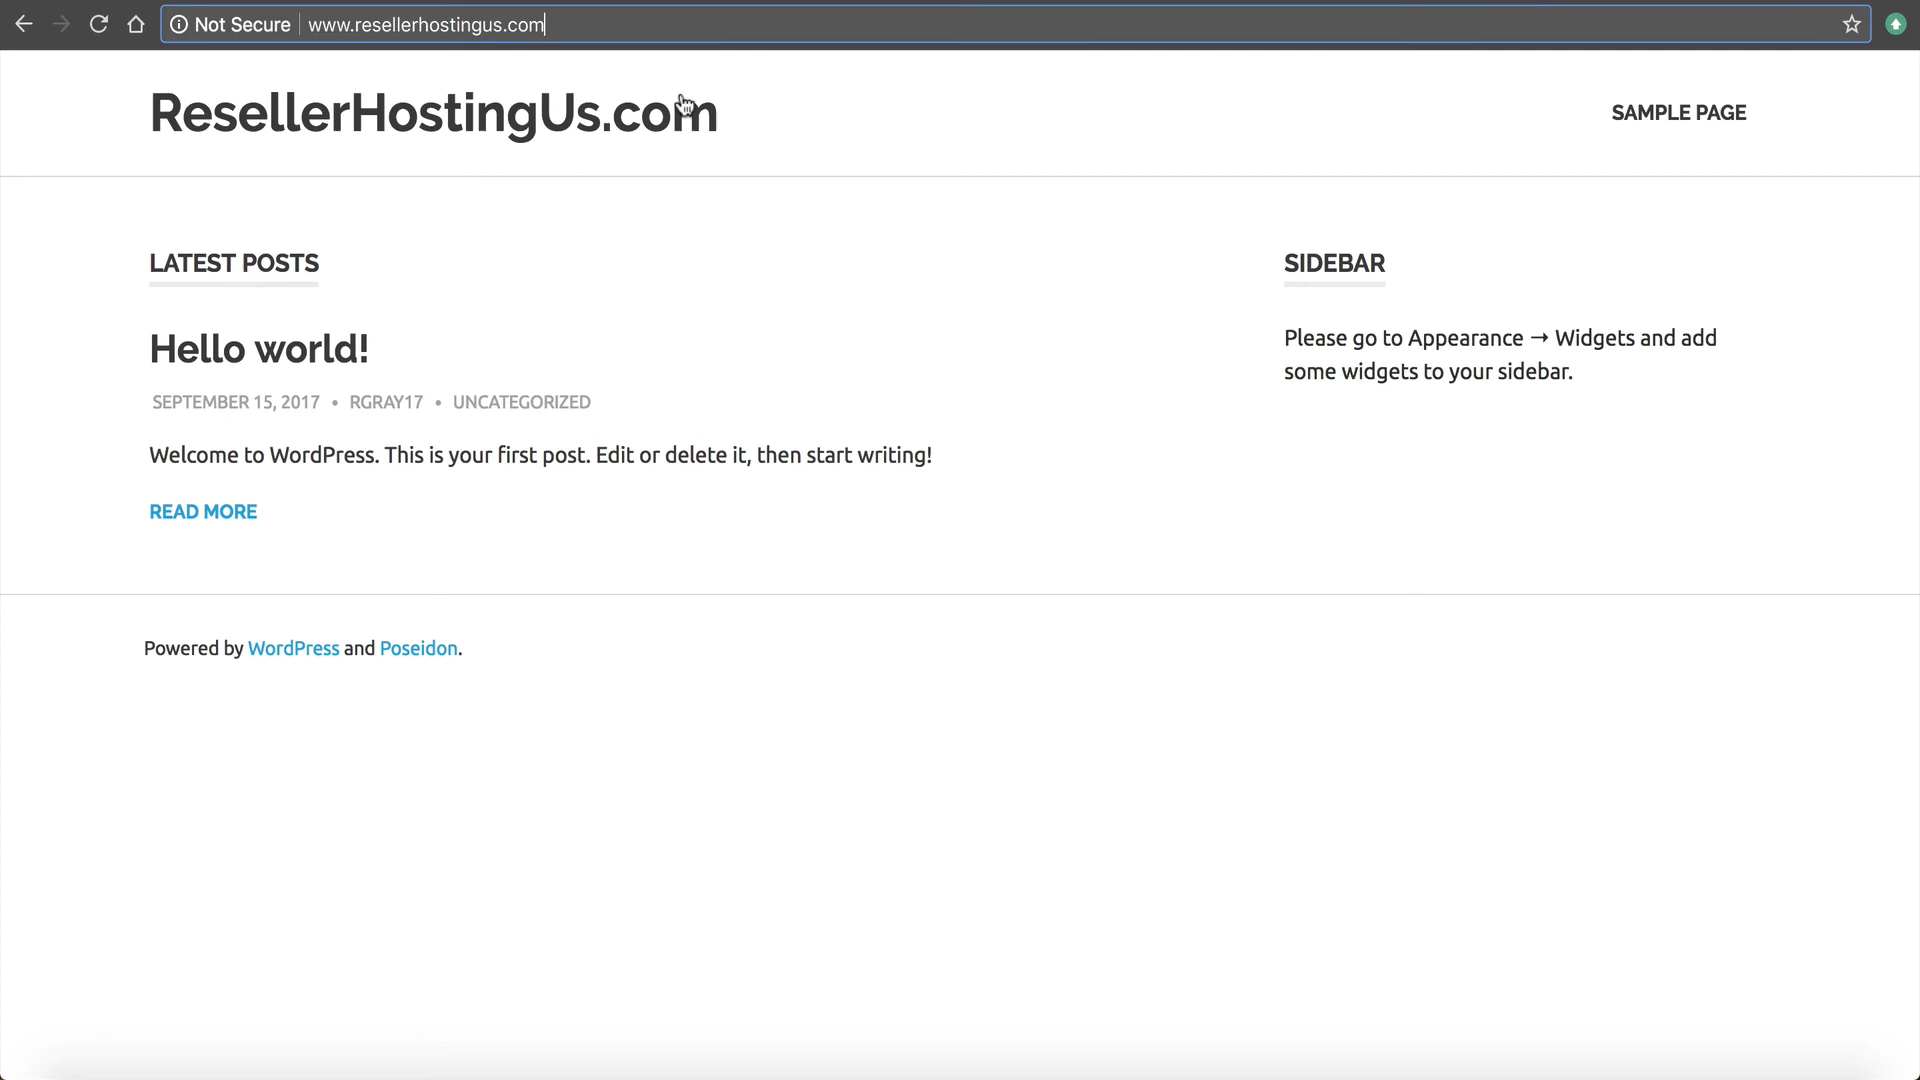 Not Secure www.resellerhostingus.com
ResellerHostingUs.com
SAMPLE PAGE
LATEST POSTS
Hello world!
SEPTEMBER 15, 2017 • RGRAY17 • UNCATEGORIZED
Welcome to WordPress. This is your first post. Edit or delete it, then start writing!
READ MORE
SIDEBAR
Please go to Appearance → Widgets and add
some widgets to your sidebar.
Powered by WordPress and Poseidon.